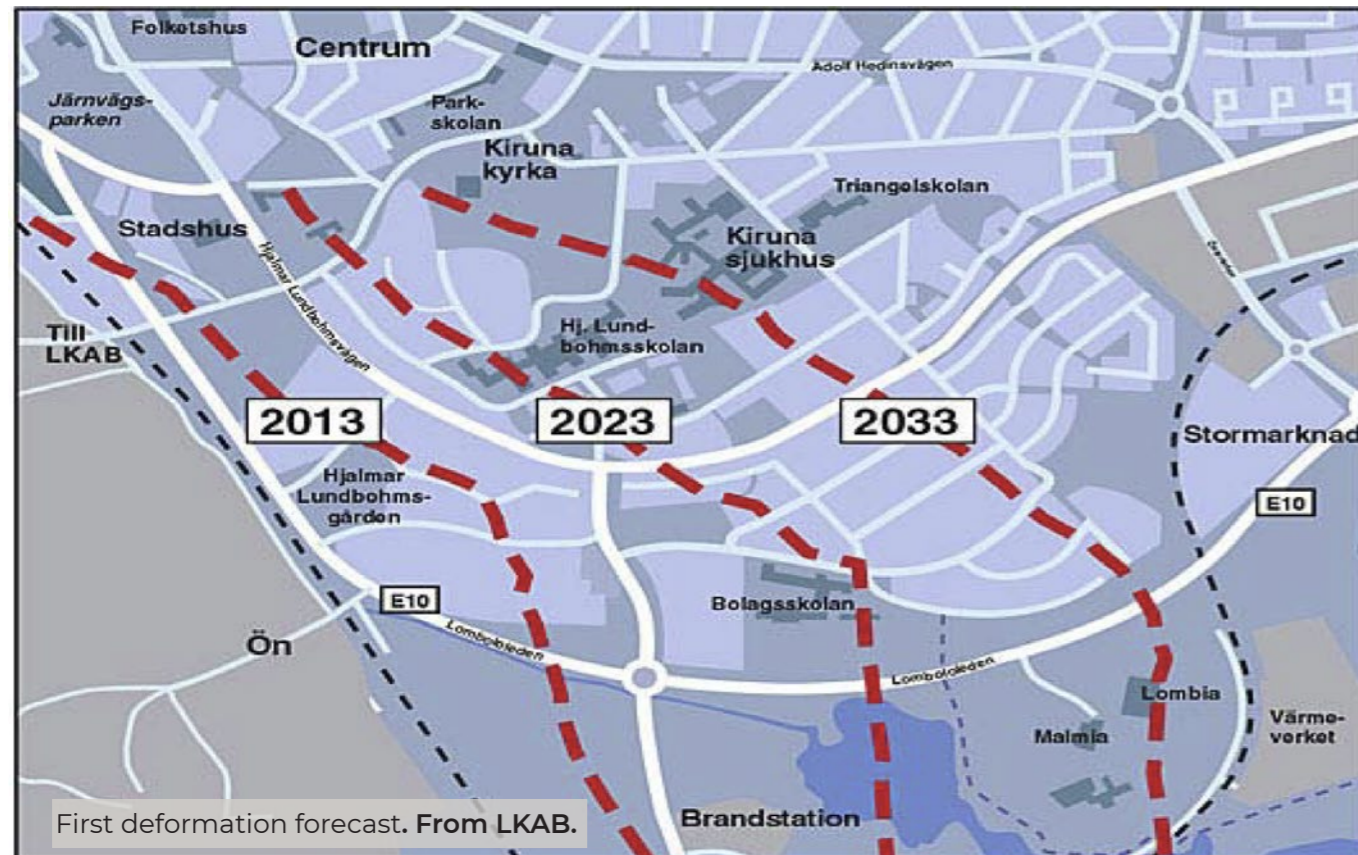 Folketshus
Centrum
Adolf Hedinsvägen
Järnvägs-
parken
Park-
skolan
Kiruna
kyrka
Triangelskolan
Stadshus
Kiruna
sjukhus
Hjalmar Lundbohmsvägen
Till
LKAB
Hj. Lund-
bohmsskolan
2013
2023
2033
Stormarknad
Hjalmar
Lundbohms-
gården
E10
E10
Bolagsskolan
Ön
Lombololeden
Lombololeden
Lombia
Malmia
Värme-
verket
Brandstation
First deformation forecast. From LKAB.